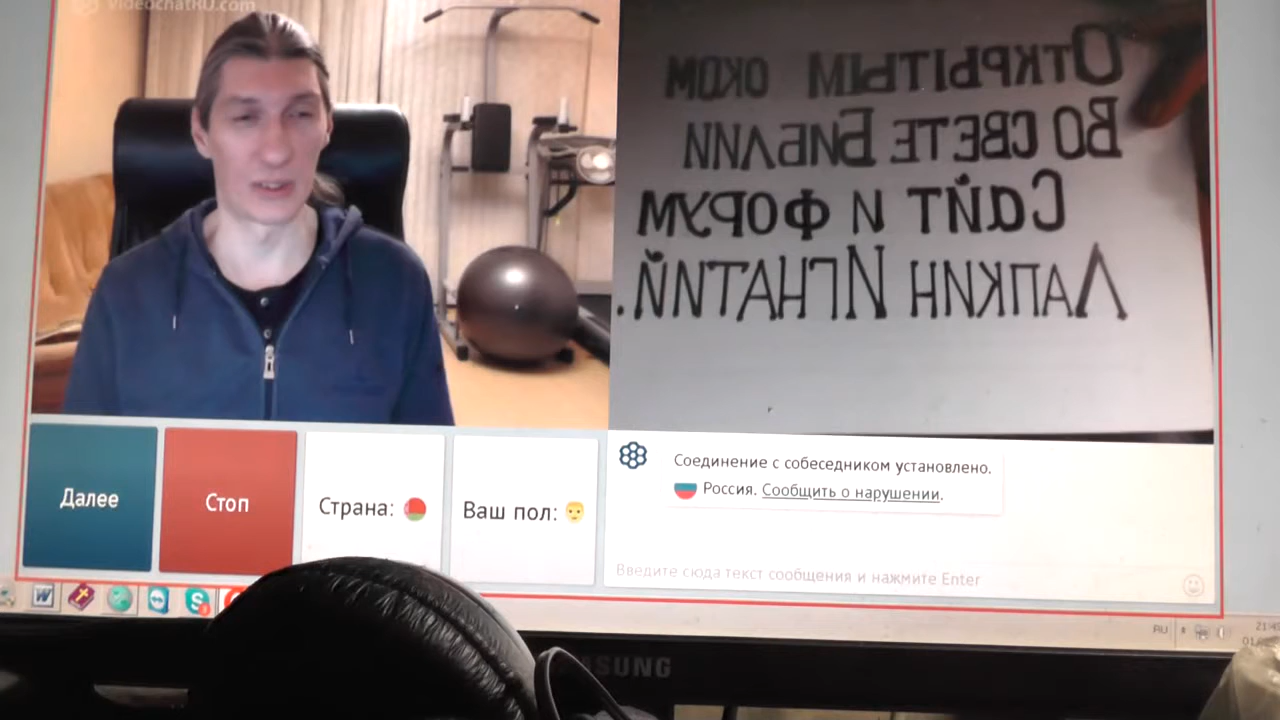 VideochatRU.com
Открытым оком
Во свете Библии
Сайт и форум
Лапкин Игнатий.
Далее
Стоп
Страна:
Ваш пол:
Соединение с собеседником установлено.
Россия. Сообщить о нарушении.
Введите сюда текст сообщения и нажмите Enter
RU
SUNG